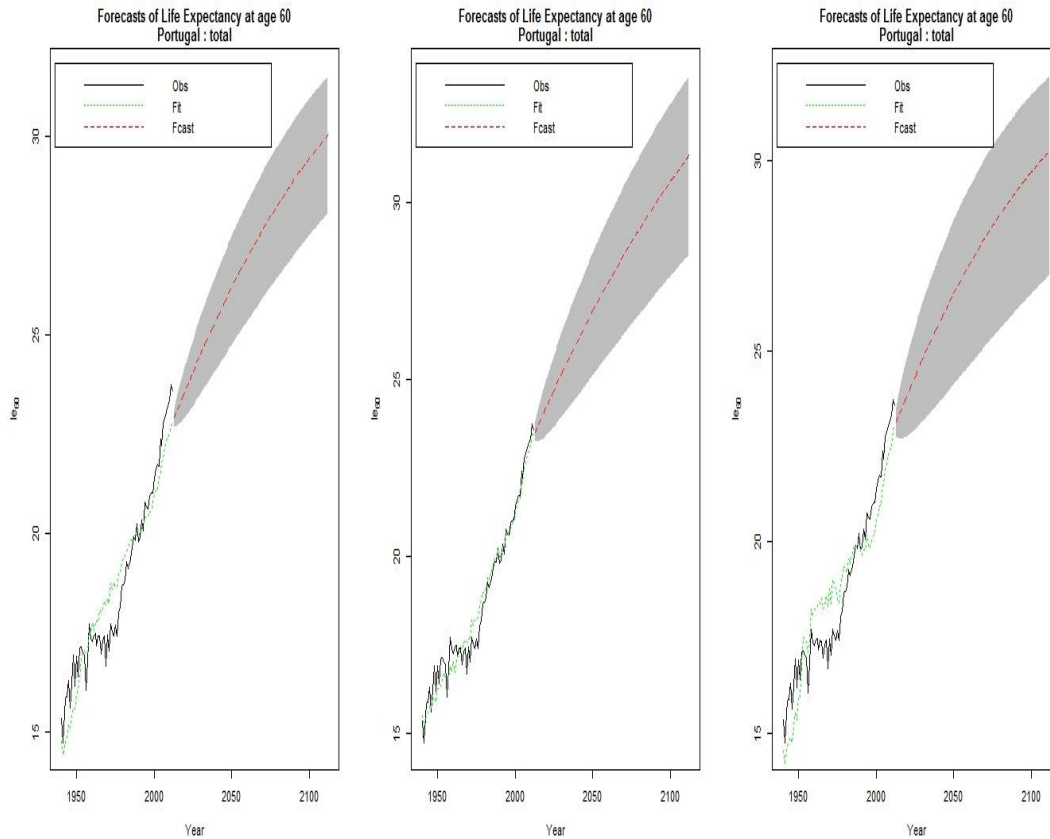 Forecasts of Life Expectancy at age 60
Portugal : total
Obs
Fit
Fcast
30
25
20
15
le60
1950
2000
2050
2100
Year
Forecasts of Life Expectancy at age 60
Portugal : total
Obs
Fit
Fcast
30
25
20
15
le60
1950
2000
2050
2100
Year
Forecasts of Life Expectancy at age 60
Portugal : total
Obs
Fit
Fcast
30
25
20
15
le60
1950
2000
2050
2100
Year